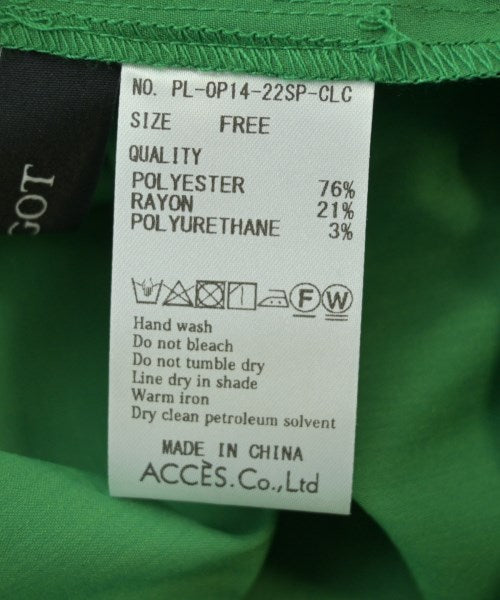 NO. PL-OP14-22SP-CLC
SIZE FREE
QUALITY
POLYESTER 76%
RAYON 21%
POLYURETHANE 3%
F W
Hand wash
Do not bleach
Do not tumble dry
Line dry in shade
Warm iron
Dry clean petroleum solvent
MADE IN CHINA
ACCÈS.Co.,Ltd
GOT